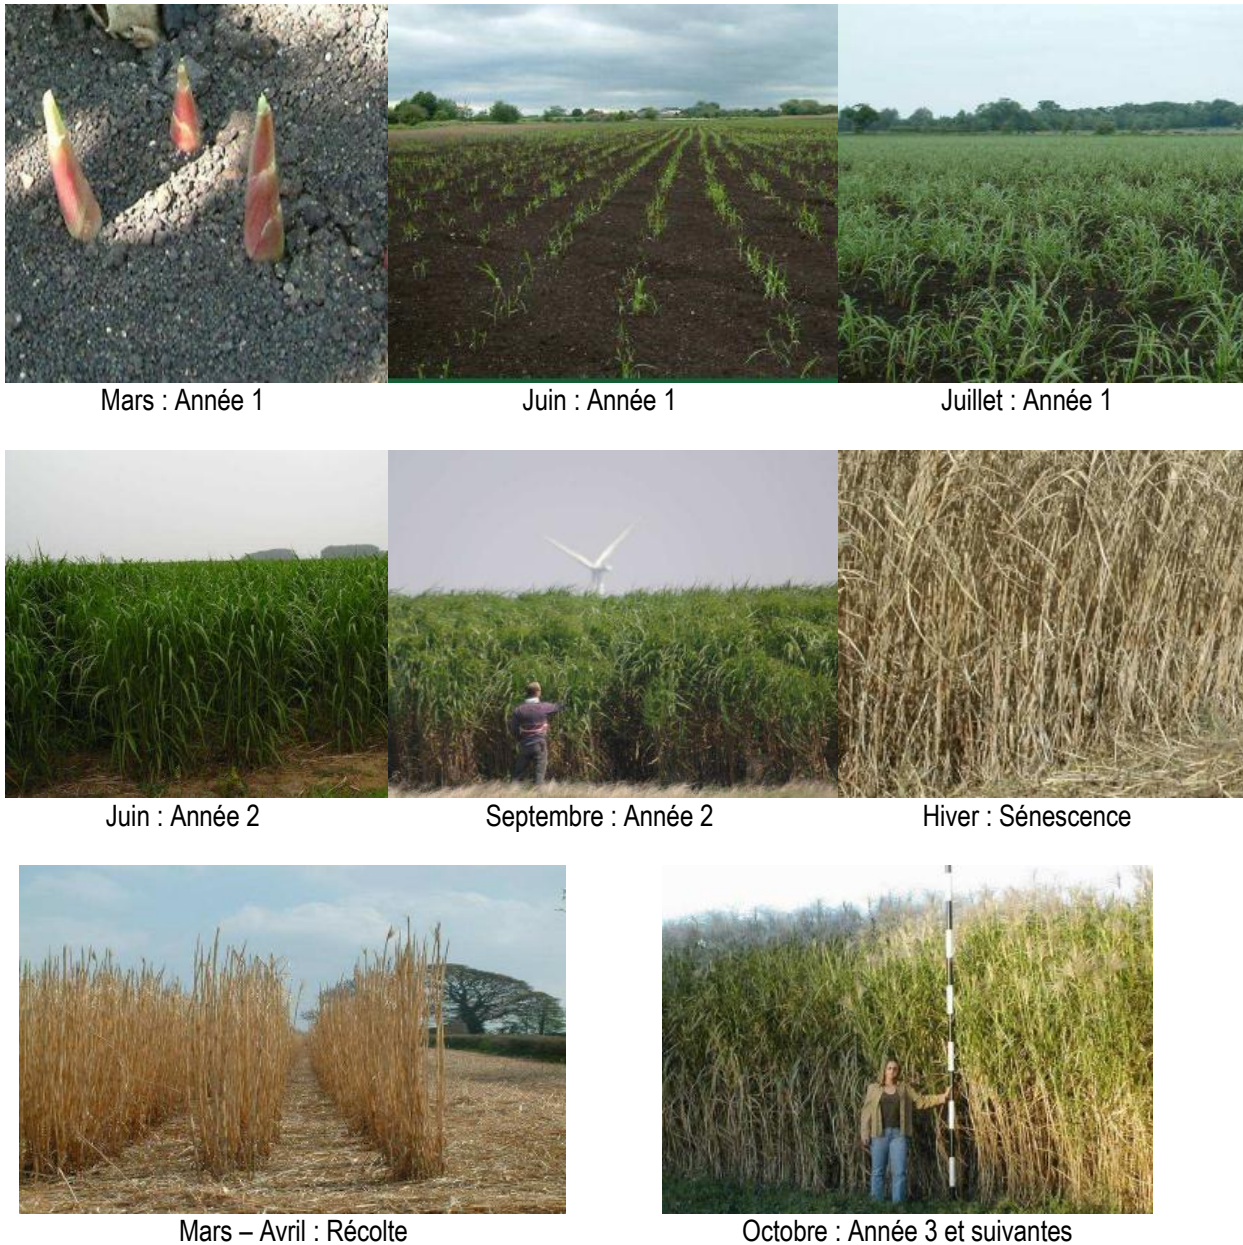 Mars : Année 1
Juin : Année 1
Juillet : Année 1
Juin : Année 2
Septembre : Année 2
Hiver : Sénescence
Mars – Avril : Récolte
Octobre : Année 3 et suivantes